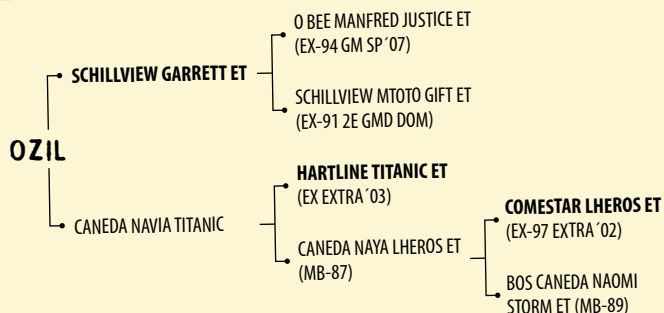 O BEE MANFRED JUSTICE ET
(EX-94 GM SP´07)
SCHILLVIEW GARRETT ET
SCHILLVIEW MTOTO GIFT ET
(EX-91 2E GMD DOM)
OZIL
HARTLINE TITANIC ET
(EX EXTRA´03)
CANEDA NAVIA TITANIC
CANEDA NAYA LHEROS ET
(MB-87)
COMESTAR LHEROS ET
(EX-97 EXTRA´02)
BOS CANEDA NAOMI
STORM ET (MB-89)